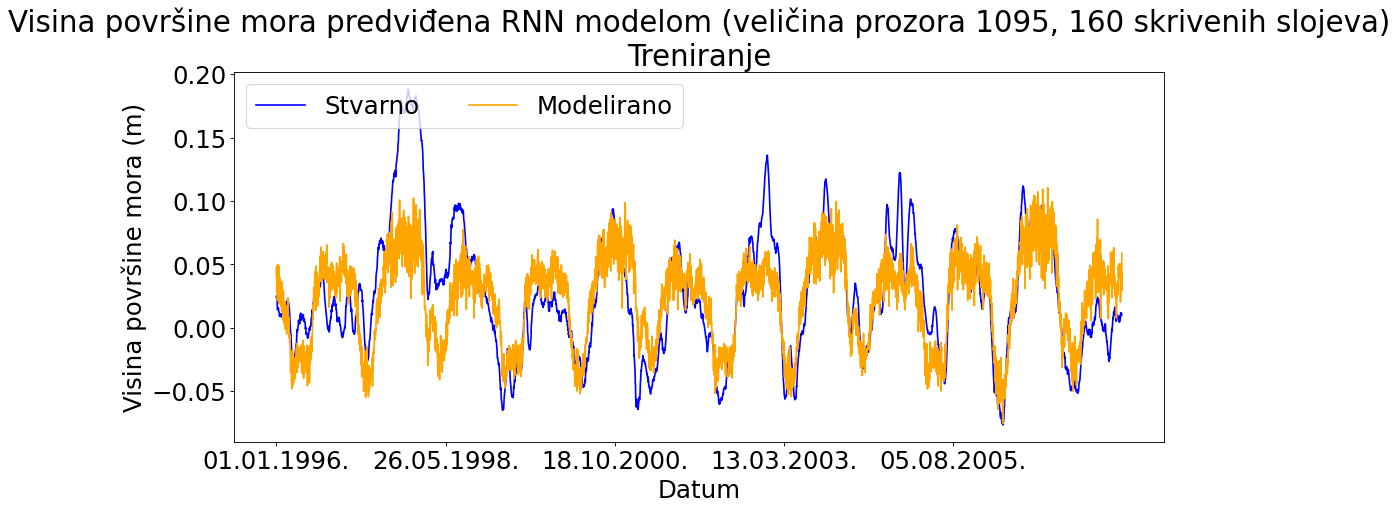 Visina površine mora predviđena RNN modelom (veličina prozora 1095, 160 skrivenih slojeva)
Treniranje
Stvarno
Modelirano
Visina površine mora (m)
0.20
0.15
0.10
0.05
0.00
−0.05
01.01.1996.
26.05.1998.
18.10.2000.
13.03.2003.
05.08.2005.
Datum